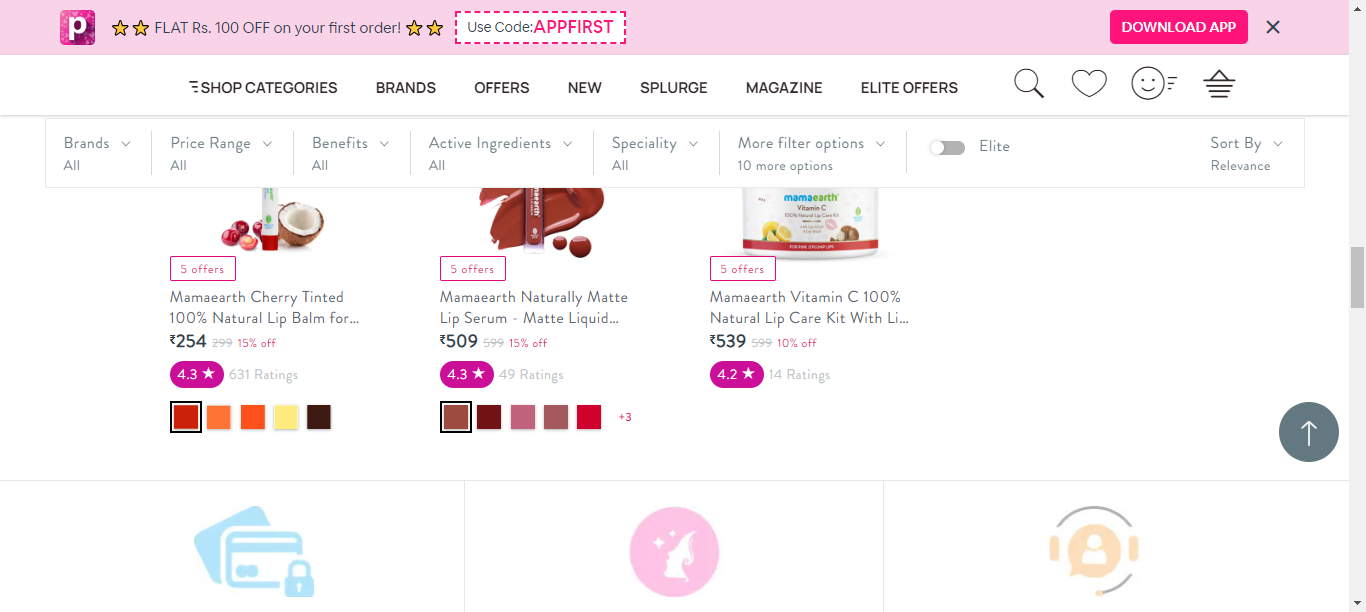 p
FLAT Rs. 100 OFF on your first order!
Use Code:APPFIRST
DOWNLOAD APP
SHOP CATEGORIES
BRANDS
OFFERS
NEW
SPLURGE
MAGAZINE
ELITE OFFERS
Brands
All
Price Range
All
Benefits
All
Active Ingredients
All
Speciality
All
More filter options
10 more options
Elite
Sort By
Relevance
mamaearth
mamaearth
Vitamin C
100% Natural Lip Care Kit
FOR PINK & PLUMP LIPS
5 offers
Mamaearth Cherry Tinted
100% Natural Lip Balm for...
₹254 299 15% off
4.3 ★ 631 Ratings
5 offers
Mamaearth Naturally Matte
Lip Serum - Matte Liquid...
₹509 599 15% off
4.3 ★ 49 Ratings
+3
5 offers
Mamaearth Vitamin C 100%
Natural Lip Care Kit With Li...
₹539 599 10% off
4.2 ★ 14 Ratings